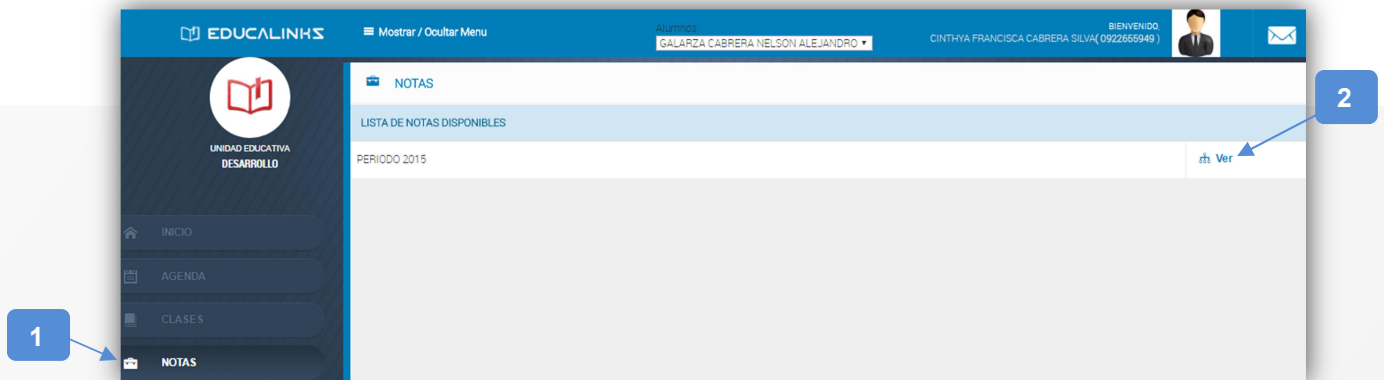 EDUCALINKS
Mostrar / Ocultar Menu
Alumnos:
GALARZA CABRERA NELSON ALEJANDRO
BIENVENIDO,
CINTHYA FRANCISCA CABRERA SILVA( 0922655949 )
UNIDAD EDUCATIVA
DESARROLLO
NOTAS
LISTA DE NOTAS DISPONIBLES
PERIODO 2015
Ver
2
INICIO
AGENDA
CLASES
NOTAS
1